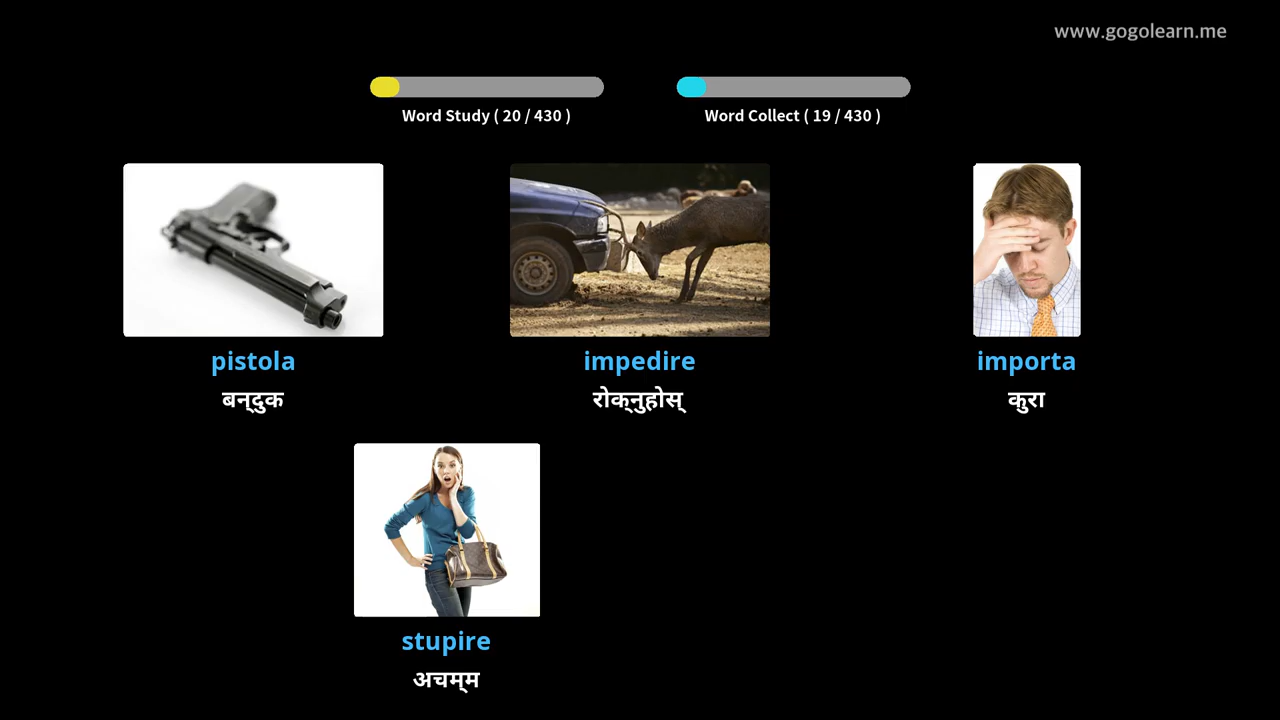 www.gogolearn.me
Word Study ( 20 / 430 )
Word Collect ( 19 / 430 )
pistola
बन्दुक
impedire
रोक्नुहोस्
importa
कुरा
stupire
अचम्म